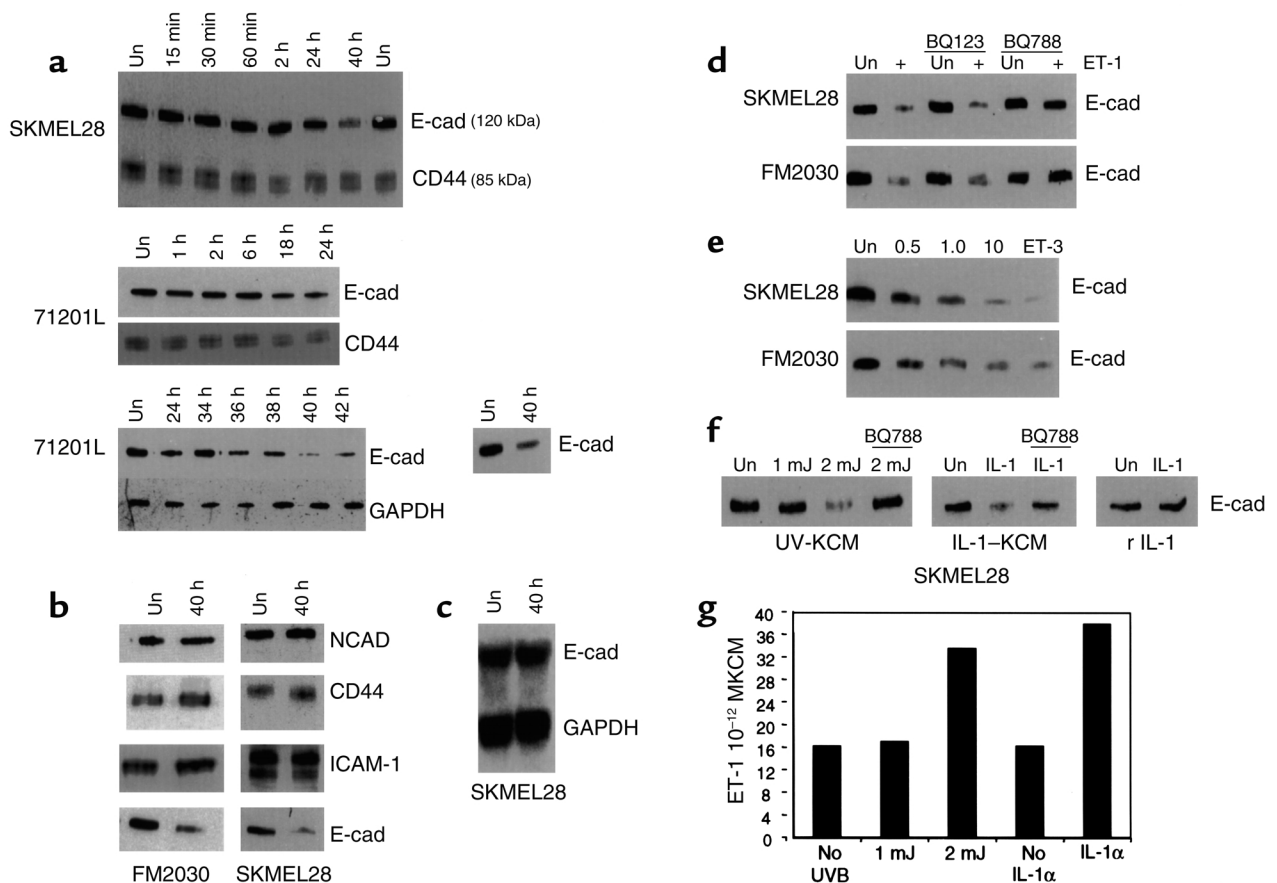 a
Un 15 min 30 min 60 min 2 h 24 h 40 h Un
SKMEL28
E-cad (120 kDa)
CD44 (85 kDa)
Un 1 h 2 h 6 h 18 h 24 h
71201L
E-cad
CD44
Un 24 h 34 h 36 h 38 h 40 h 42 h
71201L
E-cad
GAPDH
Un 40 h
E-cad
b
Un 40 h Un 40 h
NCAD
CD44
ICAM-1
E-cad
FM2030 SKMEL28
c
Un 40 h
E-cad
GAPDH
SKMEL28
d
BQ123 BQ788
Un + Un + Un + ET-1
SKMEL28 E-cad
FM2030 E-cad
e
Un 0.5 1.0 10 ET-3
SKMEL28 E-cad
FM2030 E-cad
f
BQ788 BQ788
Un 1 mJ 2 mJ 2 mJ Un IL-1 IL-1 Un IL-1
E-cad
UV-KCM IL-1–KCM r IL-1
SKMEL28
g
ET-1 10⁻¹² MKCM
40
36
32
28
24
20
16
12
8
4
0
No UVB 1 mJ 2 mJ No IL-1α IL-1α